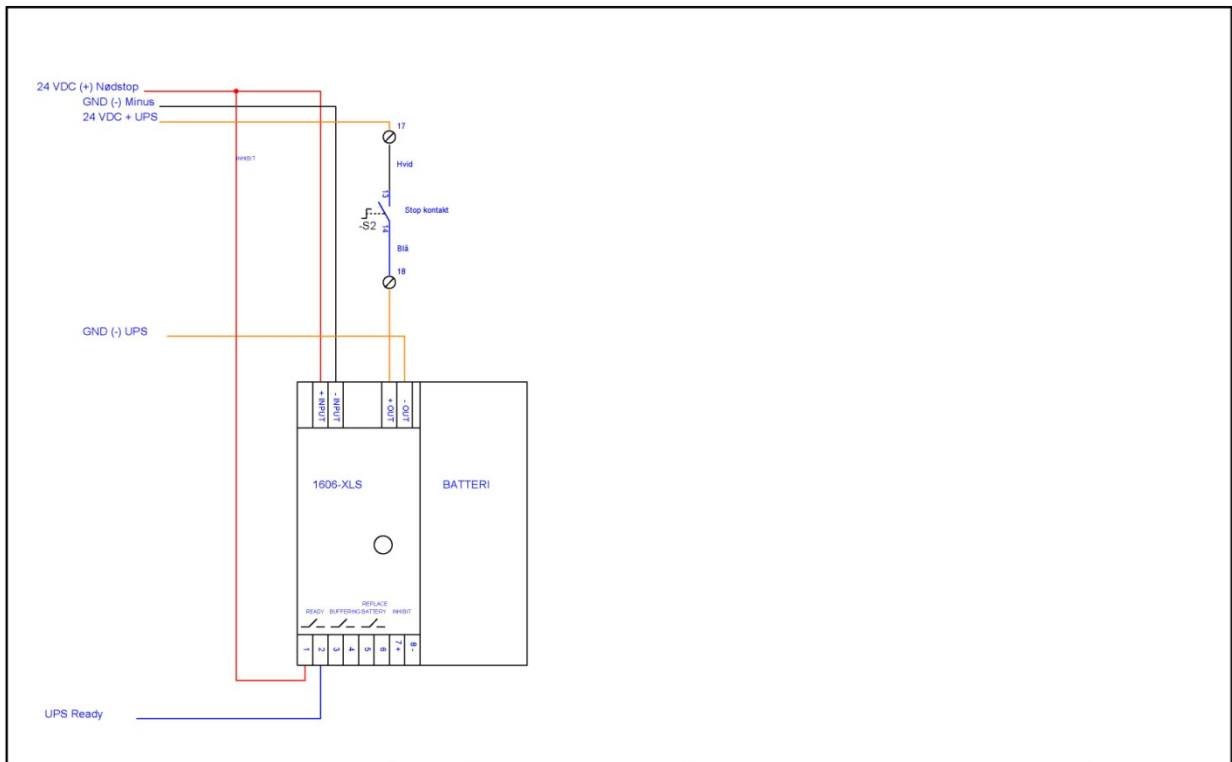 24 VDC (+) Nødstop
GND (-) Minus
24 VDC + UPS
17
INHIBIT
Hvid
13
Stop kontakt
-S2
14
Blå
18
GND (-) UPS
+ INPUT
- INPUT
+ OUT
- OUT
1606-XLS
BATTERI
READY
BUFFERING
REPLACE
BATTERY
INHIBIT
1
2
3
4
5
6
7 +
8 -
UPS Ready